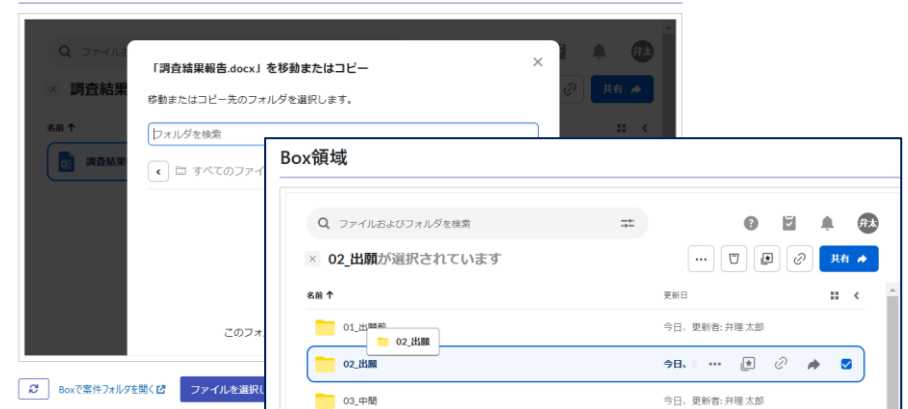 ファイルおよ
弁太
「調査結果報告.docx」を移動またはコピー
調査結果
移動またはコピー先のフォルダを選択します。
共有
名前
フォルダを検索
調査結果
すべてのファイ
このフォ
Boxで案件フォルダを開く
ファイルを選択し
Box領域
ファイルおよびフォルダを検索
弁太
02_出願が選択されています
共有
名前
更新日
01_出願前
今日、更新者: 弁理 太郎
02_出願
02_出願
今日、
03_中間
今日、更新者: 弁理 太郎